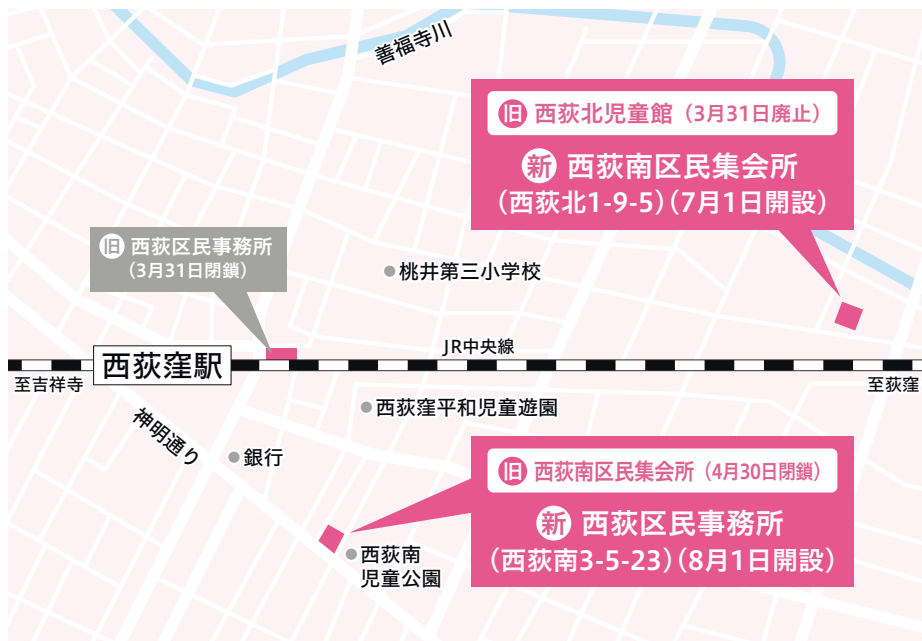 善福寺川
旧 西荻北児童館（3月31日廃止）
新 西荻南区民集会所
（西荻北1-9-5）（7月1日開設）
旧 西荻区民事務所
（3月31日閉鎖）
桃井第三小学校
JR中央線
西荻窪駅
至吉祥寺
至荻窪
西荻窪平和児童遊園
神明通り
銀行
旧 西荻南区民集会所（4月30日閉鎖）
新 西荻区民事務所
（西荻南3-5-23）（8月1日開設）
西荻南
児童公園